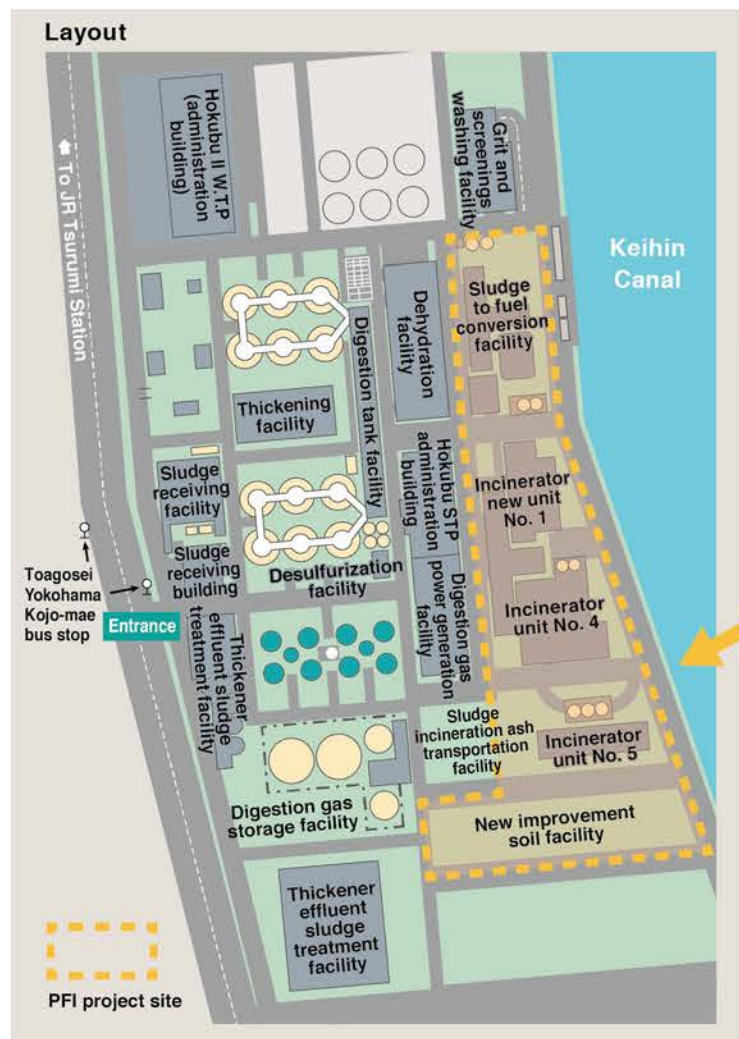 Layout
Hokubu II W.T.P
(administration
building)
To JR Tsurumi Station
Grit and
screenings
washing facility
Keihin
Canal
Sludge
to fuel
conversion
facility
Dehydration
facility
Digestion tank facility
Thickening
facility
Hokubu STP
administration
building
Sludge
receiving
facility
Incinerator
new unit
No. 1
Toagosei
Yokohama
Kojo-mae
bus stop
Sludge
receiving
building
Desulfurization
facility
Digestion gas
power generation
facility
Incinerator
unit No. 4
Entrance
Thickener
effluent sludge
treatment facility
Sludge
incineration ash
transportation
facility
Incinerator
unit No. 5
Digestion gas
storage facility
New improvement
soil facility
Thickener
effluent
sludge
treatment
facility
PFI project site